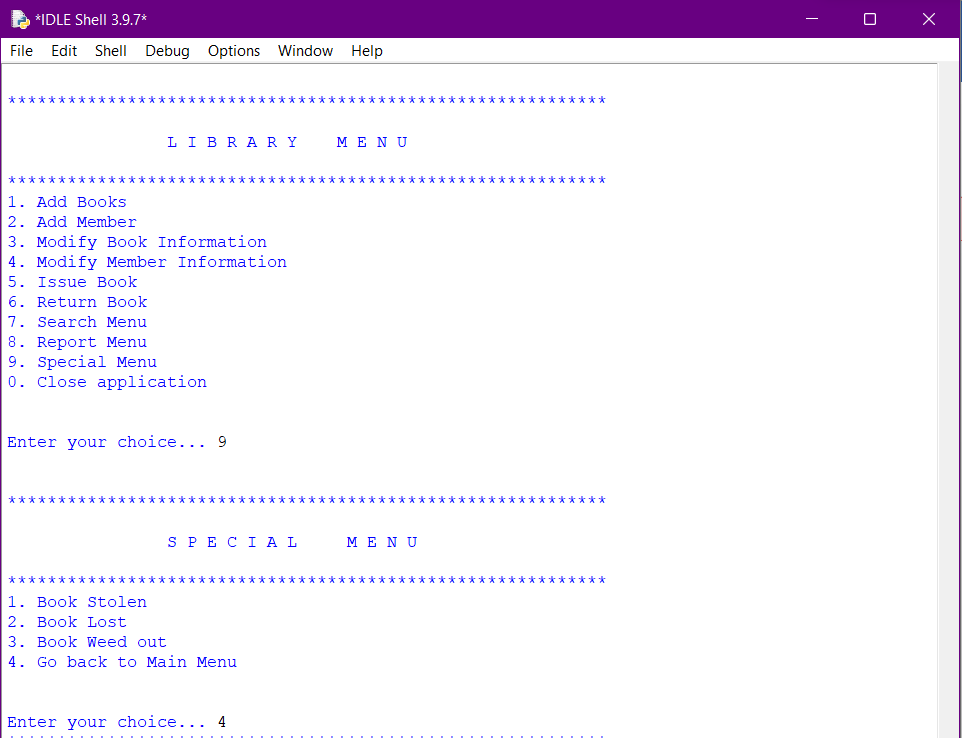 *IDLE Shell 3.9.7*
File Edit Shell Debug Options Window Help
************************************************************
L I B R A R Y    M E N U
************************************************************
1. Add Books
2. Add Member
3. Modify Book Information
4. Modify Member Information
5. Issue Book
6. Return Book
7. Search Menu
8. Report Menu
9. Special Menu
0. Close application
Enter your choice... 9
************************************************************
S P E C I A L     M E N U
************************************************************
1. Book Stolen
2. Book Lost
3. Book Weed out
4. Go back to Main Menu
Enter your choice... 4
************************************************************